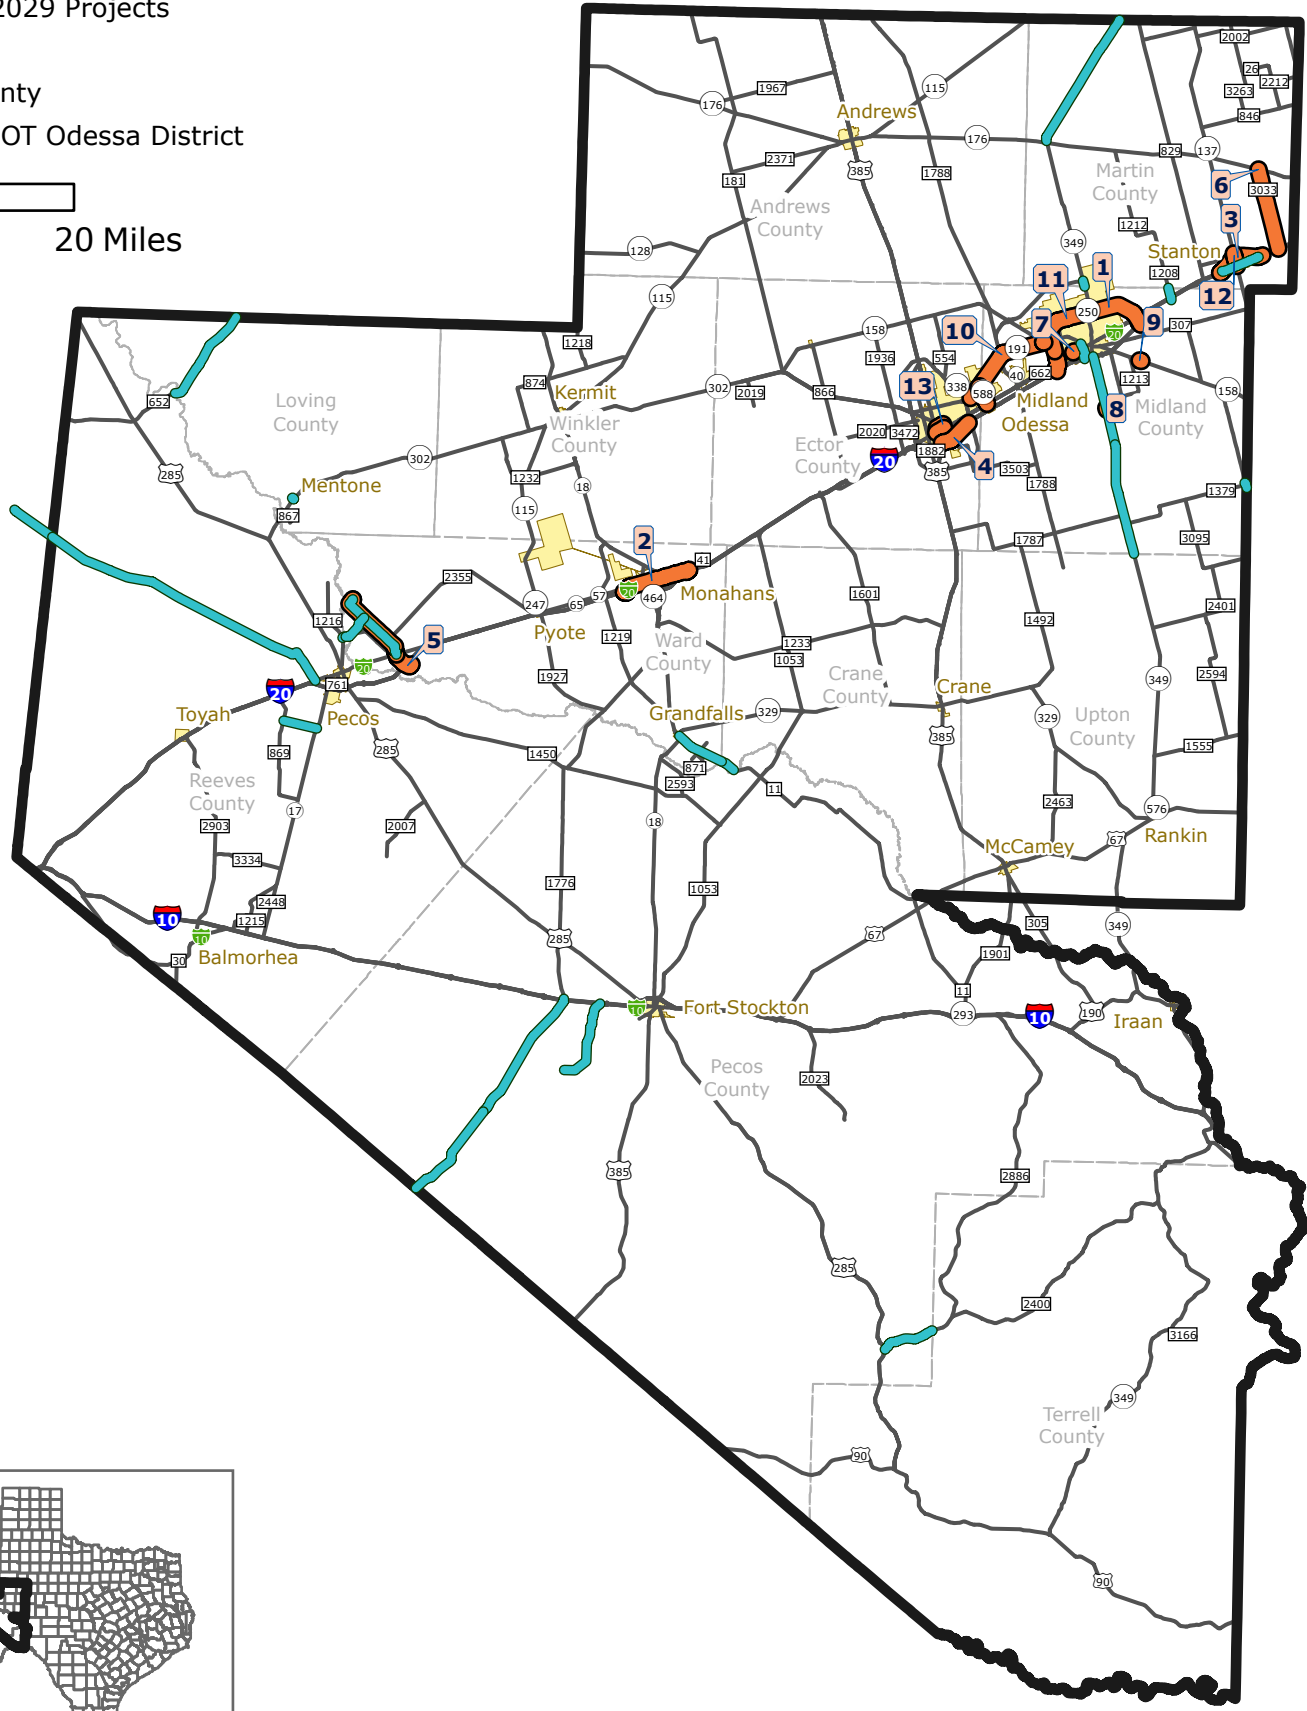 2029 Projects
nty
OT Odessa District
20 Miles
2002
26
2212
3263
846
1967
176
115
Andrews
176
829
137
2371
385
181
1788
Martin
County
6
3033
Andrews
County
1212
3
128
349
Stanton
1208
11
1
12
115
250
7
20
9
307
158
10
1218
191
1936
554
40
662
1213
652
Loving
County
874
Kermit
302
2019
866
13
338
588
Midland
8
Midland
County
158
Winkler
County
Odessa
2020
3472
Ector
County
1882
20
4
302
385
3503
1788
285
1232
18
1379
Mentone
867
115
1787
3095
2
41
2355
20
464
Monahans
1601
247
65
57
2401
1216
5
Pyote
1219
Ward
County
1233
1492
20
1053
761
1927
Crane
County
349
2594
20
Crane
Toyah
Pecos
Grandfalls
329
329
Upton
County
285
385
869
1450
1555
871
Reeves
County
2593
11
17
2463
576
2903
2007
18
67
Rankin
McCamey
3334
1776
1053
2448
10
1215
305
349
10
285
67
Balmorhea
30
1901
11
10
Fort Stockton
293
10
190
Iraan
Pecos
County
2023
385
2886
285
2400
3166
349
Terrell
County
90
90